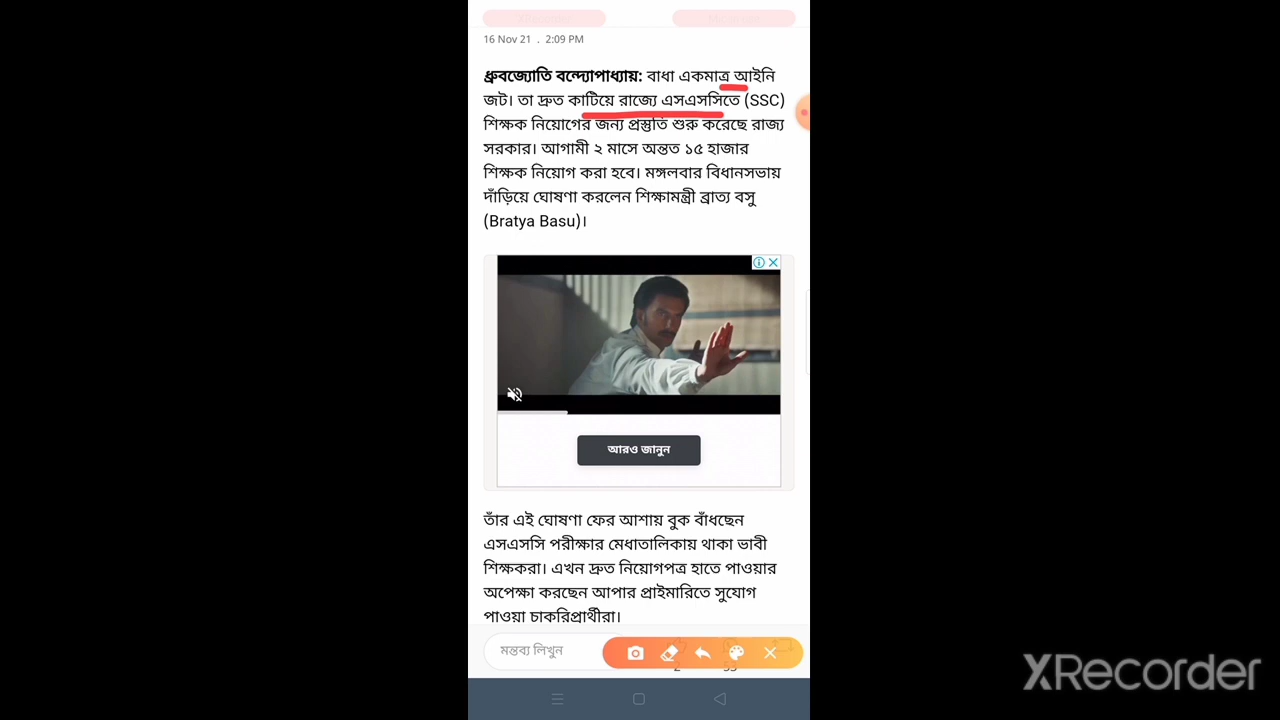 16 Nov 21 . 2:09 PM
ধ্রুবজ্যোতি বন্দ্যোপাধ্যায়: বাধা একমাত্র আইনি
জট। তা দ্রুত কাটিয়ে রাজ্যে এসএসসিতে (SSC)
শিক্ষক নিয়োগের জন্য প্রস্তুতি শুরু করেছে রাজ্য
সরকার। আগামী ২ মাসে অন্তত ১৫ হাজার
শিক্ষক নিয়োগ করা হবে। মঙ্গলবার বিধানসভায়
দাঁড়িয়ে ঘোষণা করলেন শিক্ষামন্ত্রী ব্রাত্য বসু
(Bratya Basu)।
আরও জানুন
তাঁর এই ঘোষণা ফের আশায় বুক বাঁধছেন
এসএসসি পরীক্ষার মেধাতালিকায় থাকা ভাবী
শিক্ষকরা। এখন দ্রুত নিয়োগপত্র হাতে পাওয়ার
অপেক্ষা করছেন আপার প্রাইমারিতে সুযোগ
পাওয়া চাকরিপ্রার্থীরা।
মন্তব্য লিখুন
XRecorder